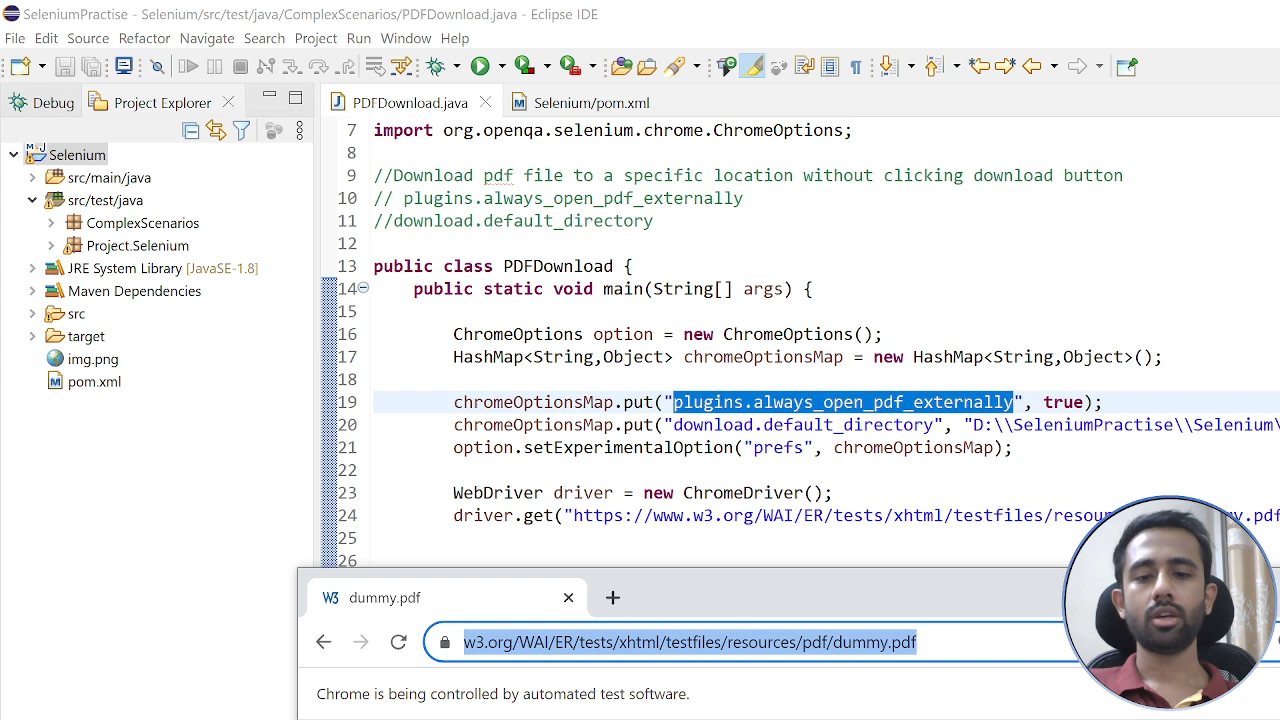 SeleniumPractise - Selenium/src/test/java/ComplexScenarios/PDFDownload.java - Eclipse IDE
File Edit Source Refactor Navigate Search Project Run Window Help
Debug Project Explorer
PDFDownload.java Selenium/pom.xml
Selenium
src/main/java
src/test/java
ComplexScenarios
Project.Selenium
JRE System Library [JavaSE-1.8]
Maven Dependencies
src
target
img.png
pom.xml
7 import org.openqa.selenium.chrome.ChromeOptions;
8
9 //Download pdf file to a specific location without clicking download button
10 // plugins.always_open_pdf_externally
11 //download.default_directory
12
13 public class PDFDownload {
14 public static void main(String[] args) {
15
16 ChromeOptions option = new ChromeOptions();
17 HashMap<String,Object> chromeOptionsMap = new HashMap<String,Object>();
18
19 chromeOptionsMap.put("plugins.always_open_pdf_externally", true);
20 chromeOptionsMap.put("download.default_directory", "D:\\SeleniumPractise\\Selenium\
21 option.setExperimentalOption("prefs", chromeOptionsMap);
22
23 WebDriver driver = new ChromeDriver();
24 driver.get("https://www.w3.org/WAI/ER/tests/xhtml/testfiles/resou
25
26
W3 dummy.pdf
w3.org/WAI/ER/tests/xhtml/testfiles/resources/pdf/dummy.pdf
Chrome is being controlled by automated test software.